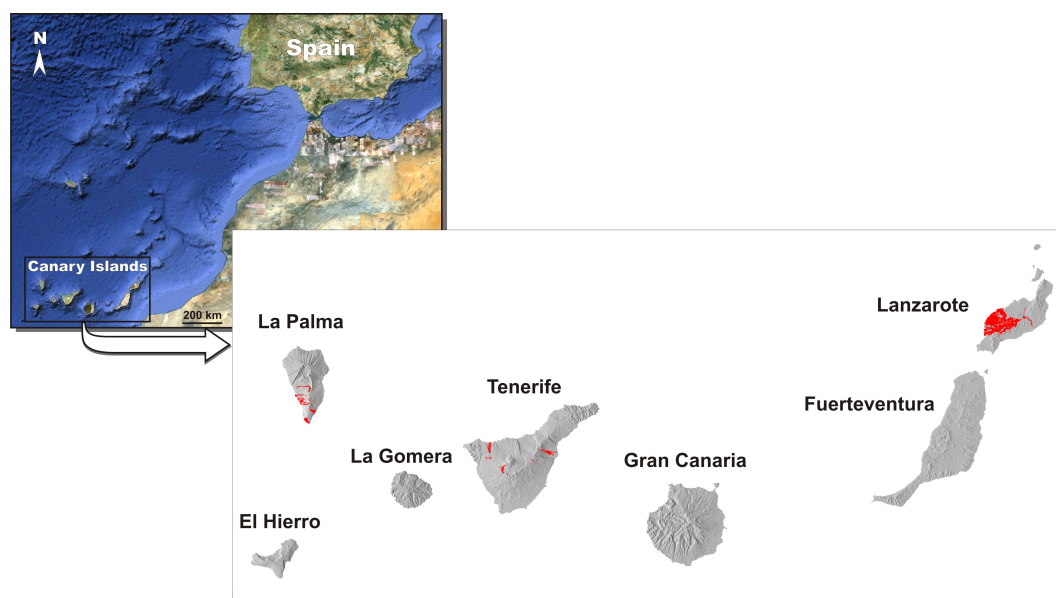 N
Spain
Canary Islands
200 km
La Palma
Lanzarote
Tenerife
Fuerteventura
La Gomera
Gran Canaria
El Hierro